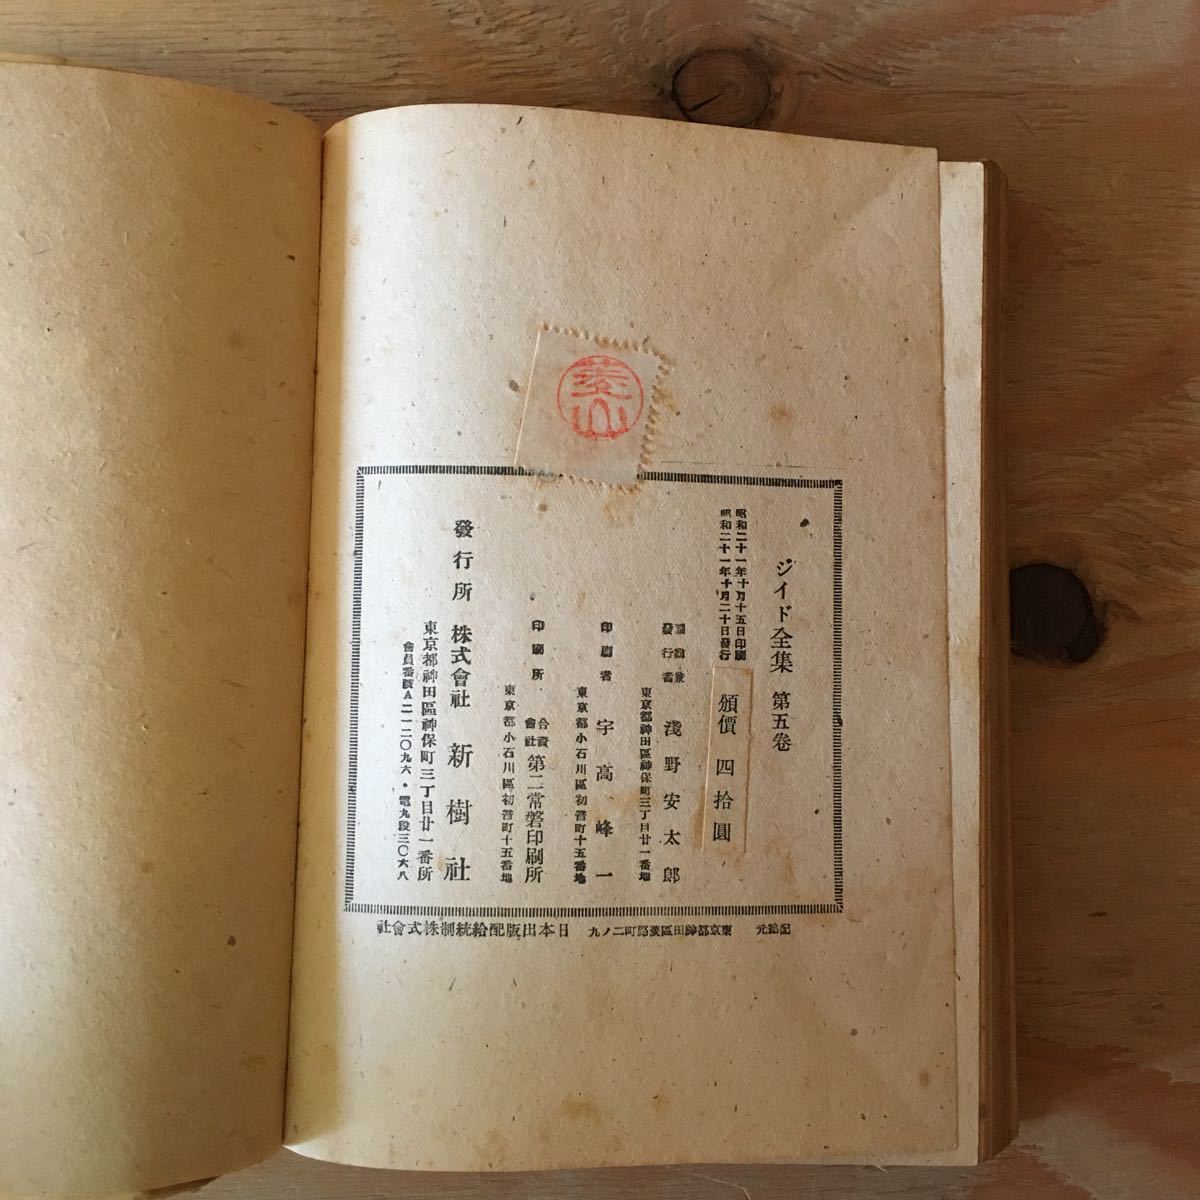 ジイド全集 第五卷
昭和二十一年十月十五日印刷
昭和二十一年十月二十日發行
頒價 四拾圓
發行者 淺野安太郎
東京都神田區神保町三丁目廿一番地
印刷者 宇高峰一
東京都小石川區初音町十五番地
印刷所 合資會社 第二常磐印刷所
東京都小石川區初音町十五番地
發行所 株式會社 新樹社
東京都神田區神保町三丁目廿一番所
會員番號A二一二〇九六・電九段三〇六八
配給元 東京都神田區淡路町二ノ九 日本出版配給統制株式會社